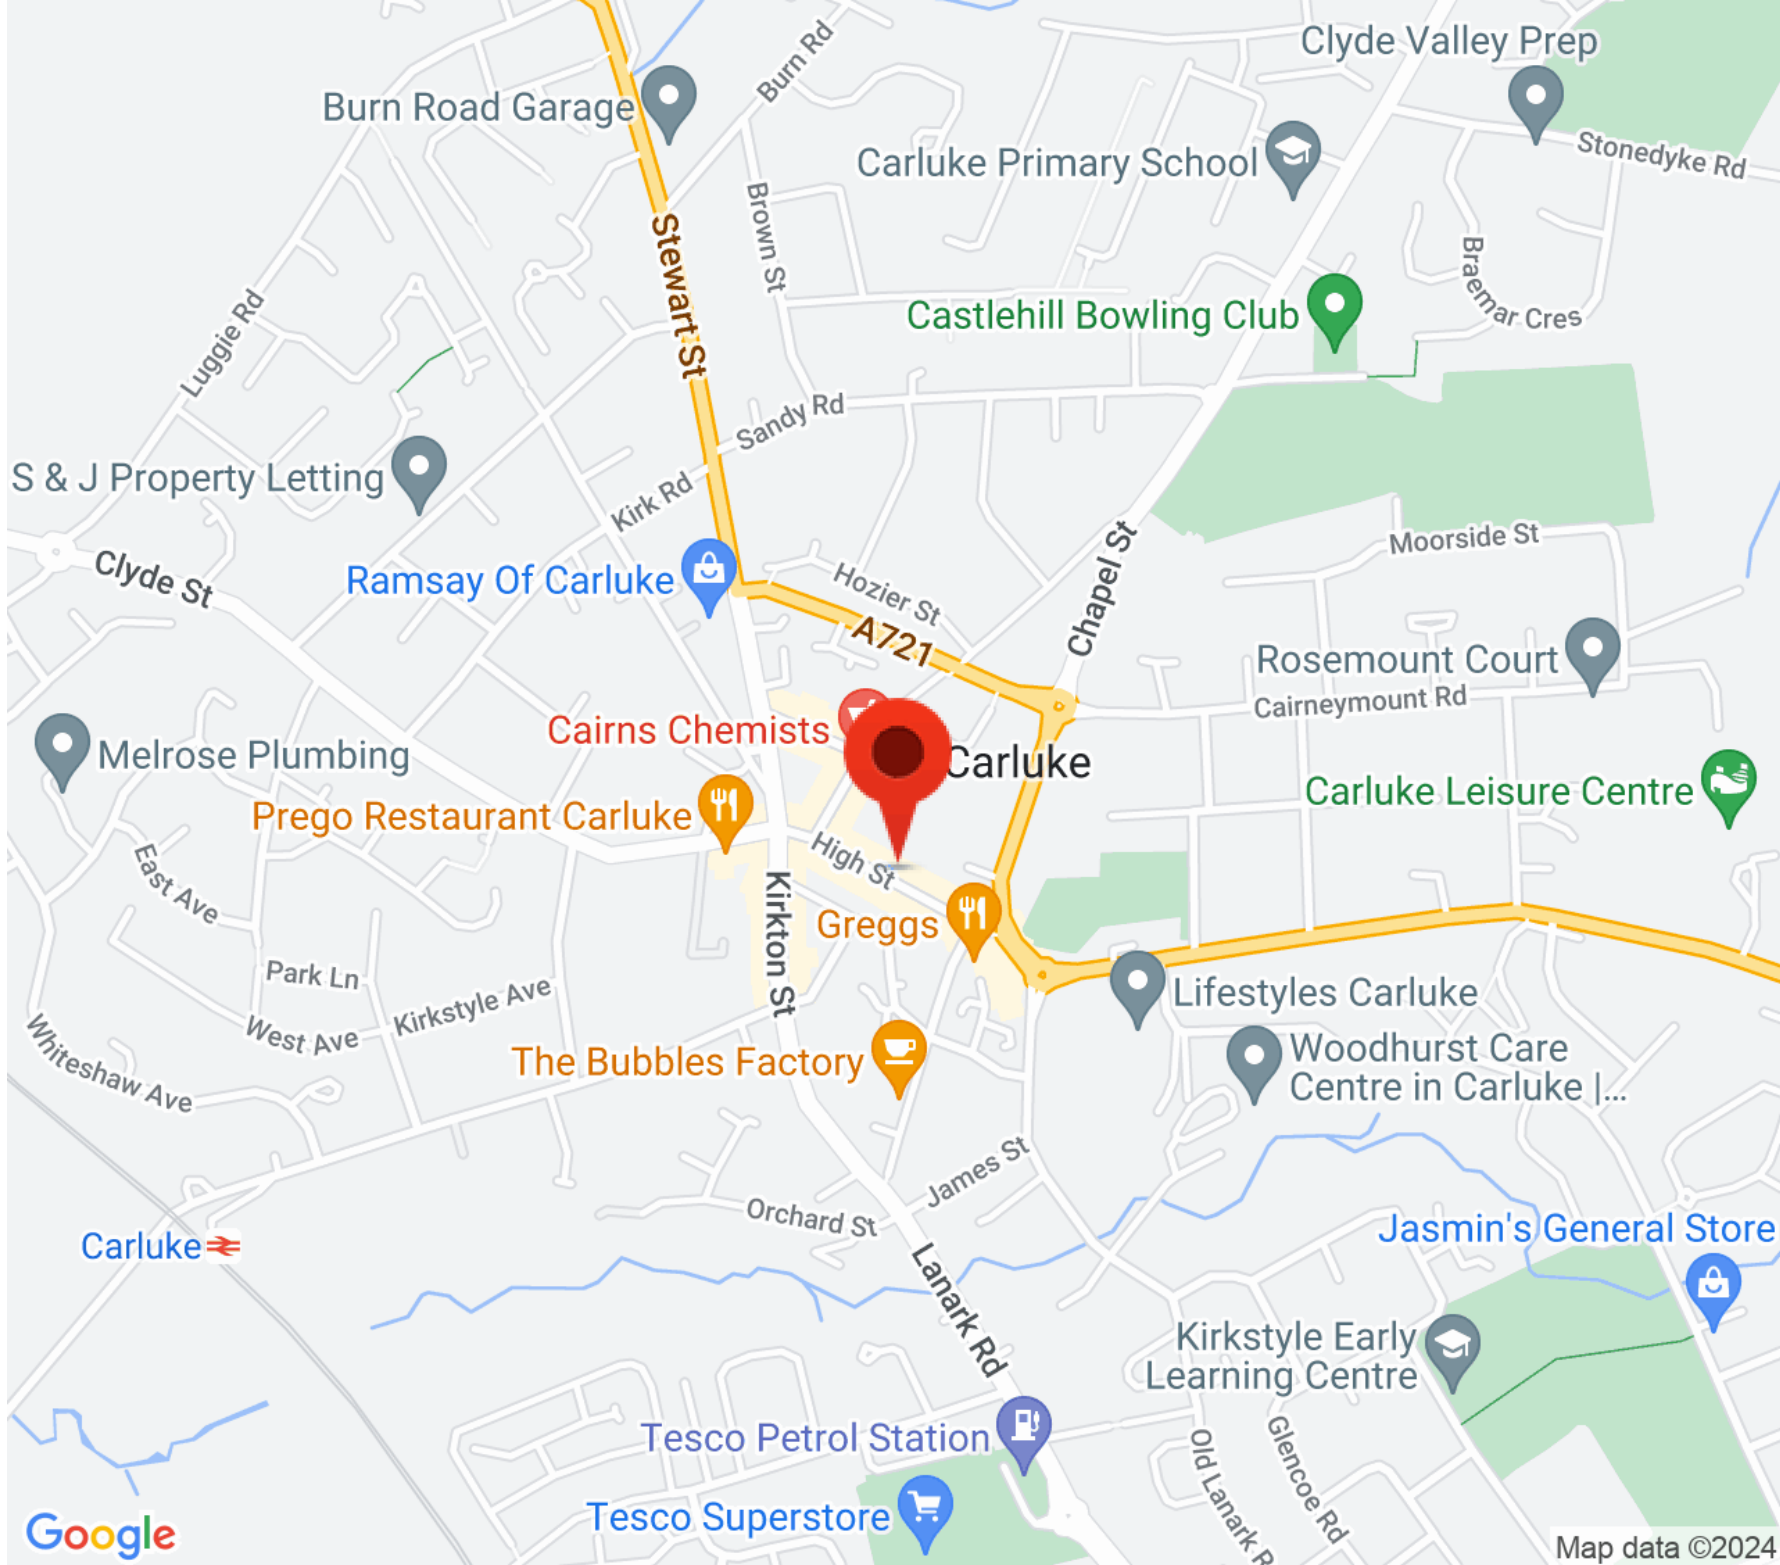 Clyde Valley Prep
Burn Rd
Burn Road Garage
Stonedyke Rd
Carluke Primary School
Brown St
Stewart St
Braemar Cres
Castlehill Bowling Club
Luggie Rd
Sandy Rd
S & J Property Letting
Kirk Rd
Moorside St
Chapel St
Clyde St
Ramsay Of Carluke
Hozier St
A721
Rosemount Court
Cairneymount Rd
Cairns Chemists
Melrose Plumbing
Carluke
Carluke Leisure Centre
Prego Restaurant Carluke
High St
East Ave
Kirkton St
Greggs
Park Ln
Lifestyles Carluke
Kirkstyle Ave
West Ave
Whiteshaw Ave
The Bubbles Factory
Woodhurst Care
Centre in Carluke |...
James St
Orchard St
Carluke
Jasmin's General Store
Lanark Rd
Kirkstyle Early
Learning Centre
Tesco Petrol Station
Old Lanark R
Glencoe Rd
Tesco Superstore
Google
Map data ©2024